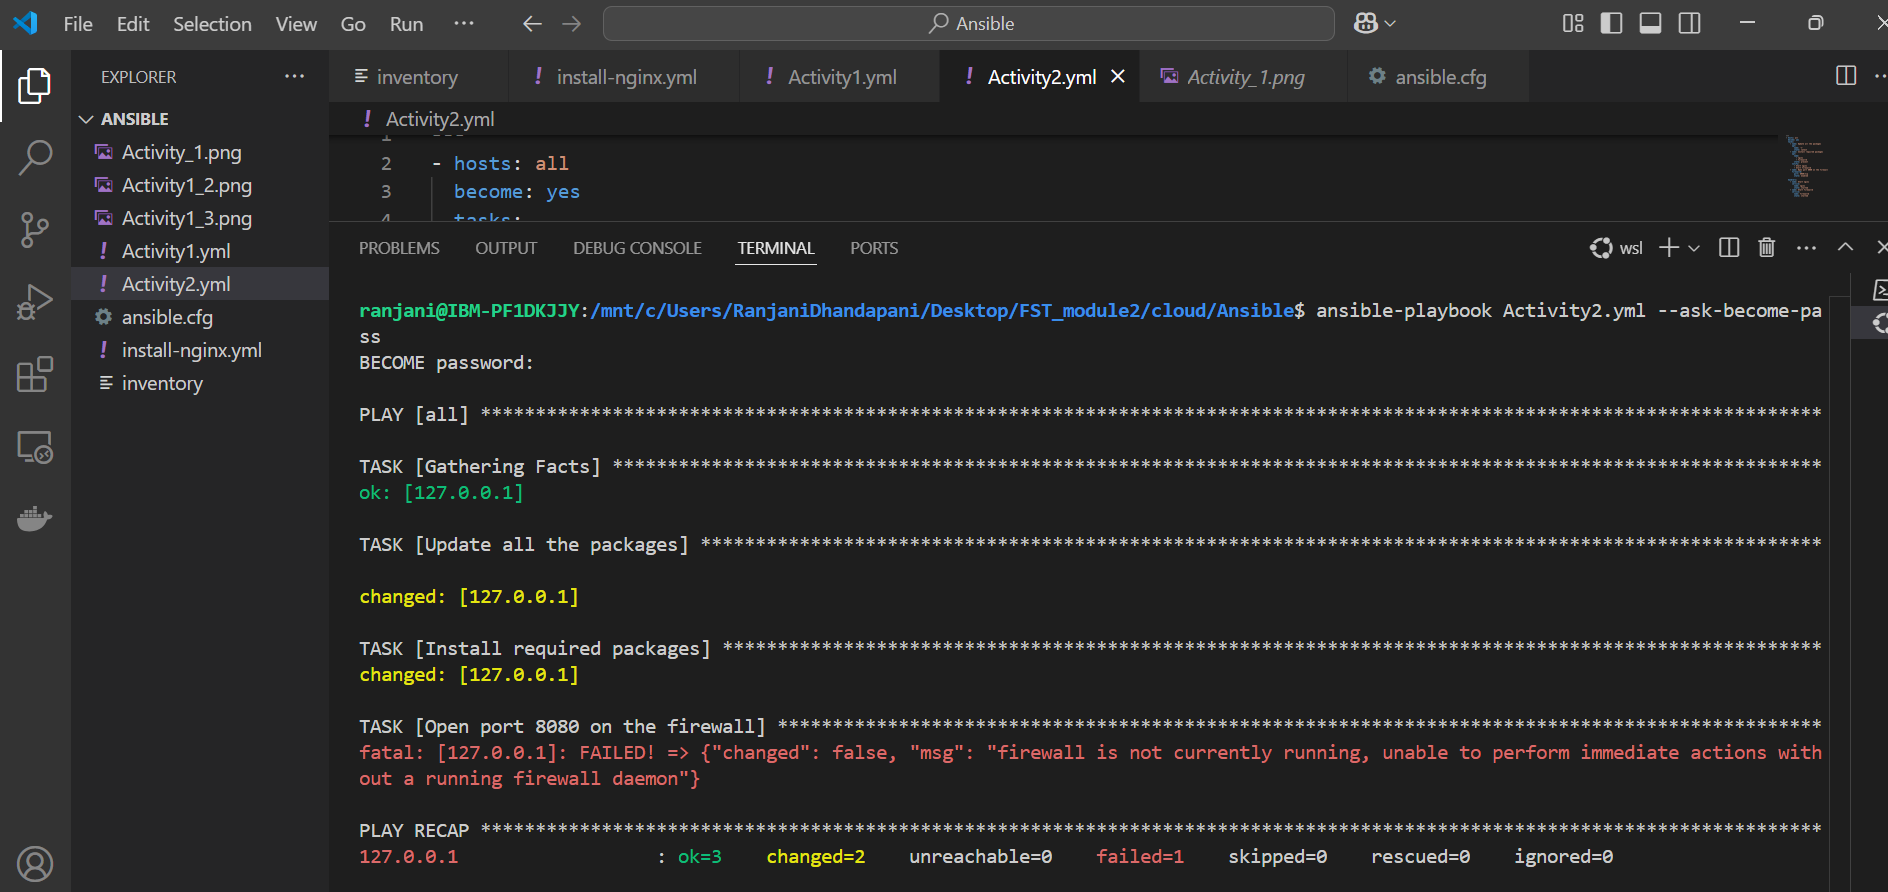 File Edit Selection View Go Run ··· Ansible
EXPLORER ···
ANSIBLE
Activity_1.png
Activity1_2.png
Activity1_3.png
Activity1.yml
Activity2.yml
ansible.cfg
install-nginx.yml
inventory
inventory ! install-nginx.yml ! Activity1.yml ! Activity2.yml Activity_1.png ansible.cfg
! Activity2.yml
1 ---
2 - hosts: all
3 become: yes
4 tasks:
PROBLEMS OUTPUT DEBUG CONSOLE TERMINAL PORTS wsl
ranjani@IBM-PF1DKJJY:/mnt/c/Users/RanjaniDhandapani/Desktop/FST_module2/cloud/Ansible$ ansible-playbook Activity2.yml --ask-become-pa
ss
BECOME password:
PLAY [all] **************************************************************************************************************************
TASK [Gathering Facts] **************************************************************************************************************
ok: [127.0.0.1]
TASK [Update all the packages] ******************************************************************************************************
changed: [127.0.0.1]
TASK [Install required packages] ****************************************************************************************************
changed: [127.0.0.1]
TASK [Open port 8080 on the firewall] ***********************************************************************************************
fatal: [127.0.0.1]: FAILED! => {"changed": false, "msg": "firewall is not currently running, unable to perform immediate actions with
out a running firewall daemon"}
PLAY RECAP **************************************************************************************************************************
127.0.0.1 : ok=3 changed=2 unreachable=0 failed=1 skipped=0 rescued=0 ignored=0